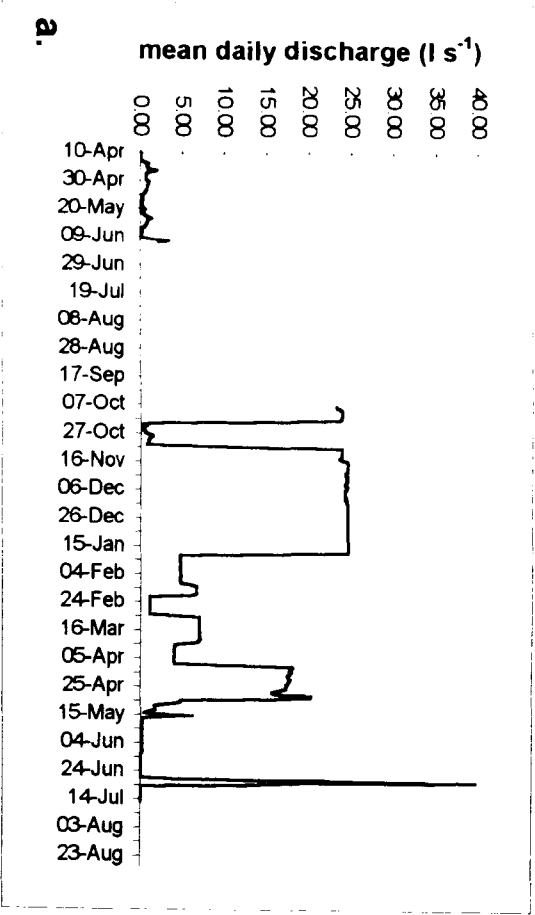 a.
mean daily discharge (l s-1)
0.00
5.00
10.00
15.00
20.00
25.00
30.00
35.00
40.00
10-Apr
30-Apr
20-May
09-Jun
29-Jun
19-Jul
08-Aug
28-Aug
17-Sep
07-Oct
27-Oct
16-Nov
06-Dec
26-Dec
15-Jan
04-Feb
24-Feb
16-Mar
05-Apr
25-Apr
15-May
04-Jun
24-Jun
14-Jul
03-Aug
23-Aug